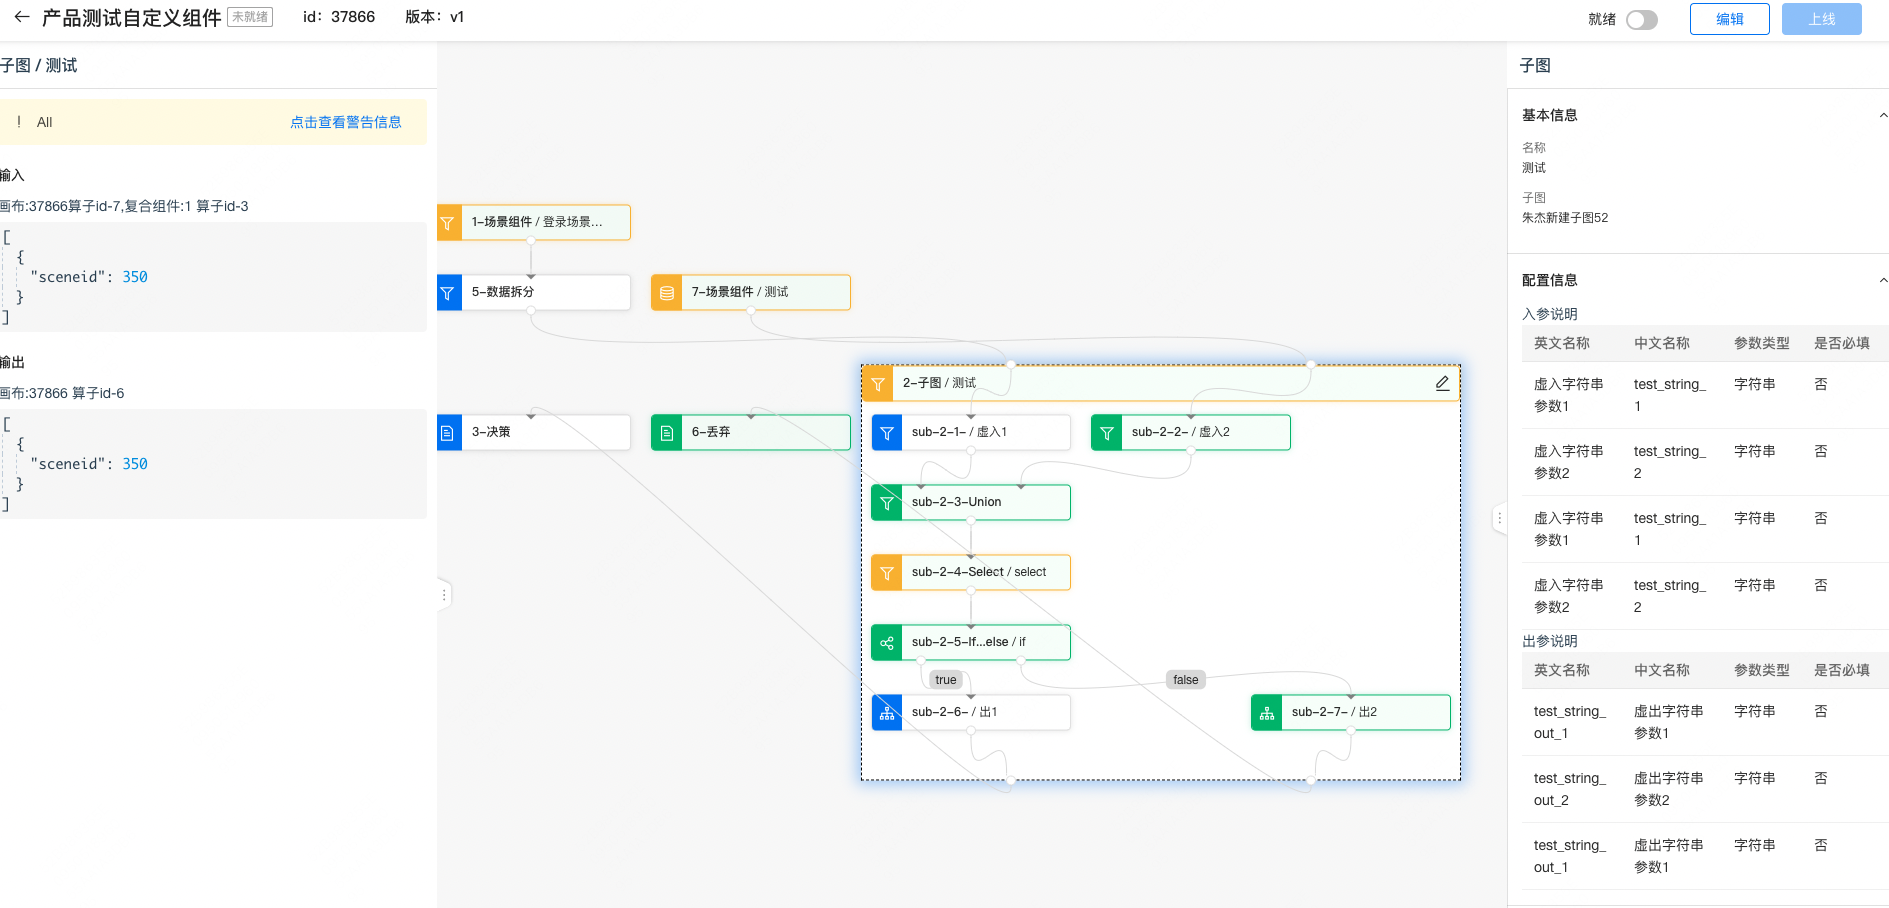 产品测试自定义组件 未就绪 id：37866 版本：v1 就绪 编辑 上线
子图 / 测试
! All 点击查看警告信息
输入
画布:37866算子id-7,复合组件:1 算子id-3
[
{
"sceneid": 350
}
]
输出
画布:37866 算子id-6
[
{
"sceneid": 350
}
]
1-场景组件 / 登录场景...
5-数据拆分
7-场景组件 / 测试
2-子图 / 测试
3-决策
6-丢弃
sub-2-1- / 虚入1
sub-2-2- / 虚入2
sub-2-3-Union
sub-2-4-Select / select
sub-2-5-If...else / if
true
false
sub-2-6- / 出1
sub-2-7- / 出2
子图
基本信息
名称
测试
子图
朱杰新建子图52
配置信息
入参说明
英文名称 中文名称 参数类型 是否必填
虚入字符串 test_string_ 字符串 否
参数1 1
虚入字符串 test_string_ 字符串 否
参数2 2
虚入字符串 test_string_ 字符串 否
参数1 1
虚入字符串 test_string_ 字符串 否
参数2 2
出参说明
英文名称 中文名称 参数类型 是否必填
test_string_ 虚出字符串 字符串 否
out_1 参数1
test_string_ 虚出字符串 字符串 否
out_2 参数2
test_string_ 虚出字符串 字符串 否
out_1 参数1